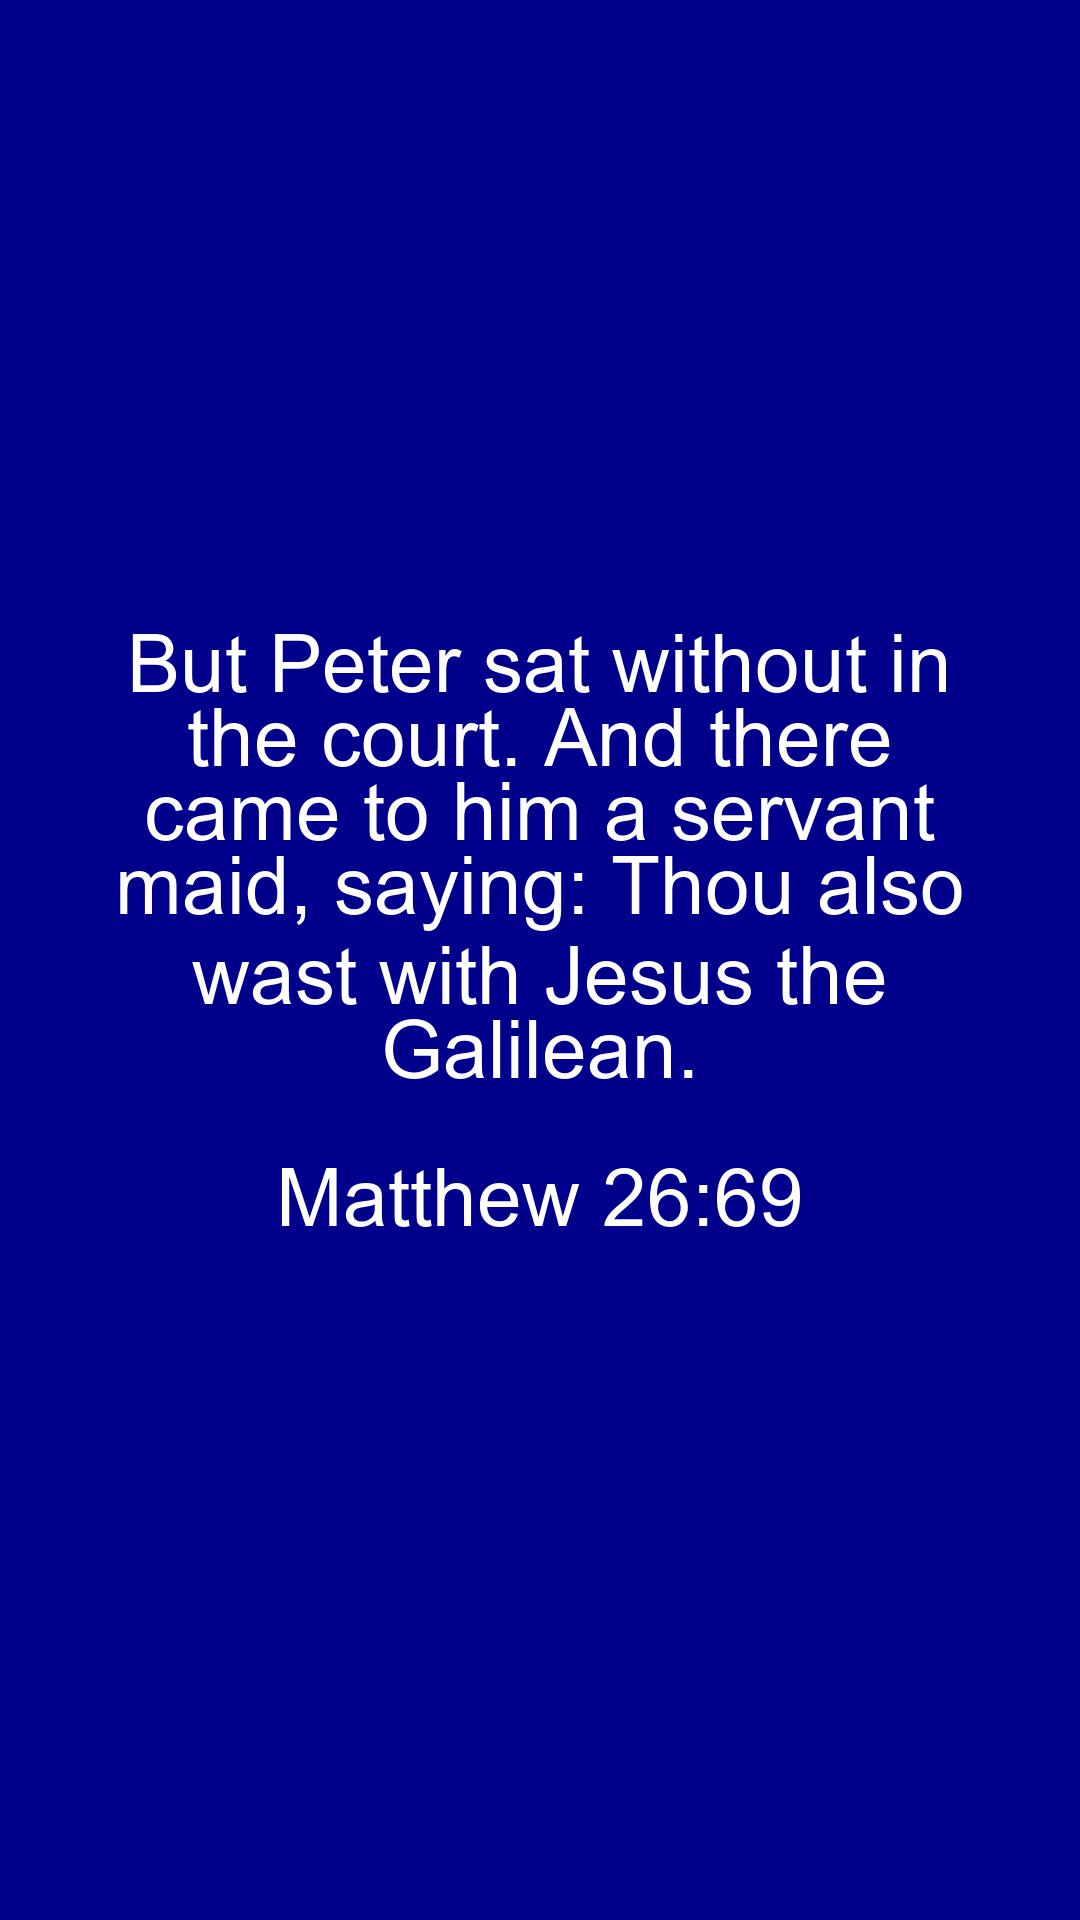 But Peter sat without in
the court. And there
came to him a servant
maid, saying: Thou also
wast with Jesus the
Galilean.
Matthew 26:69